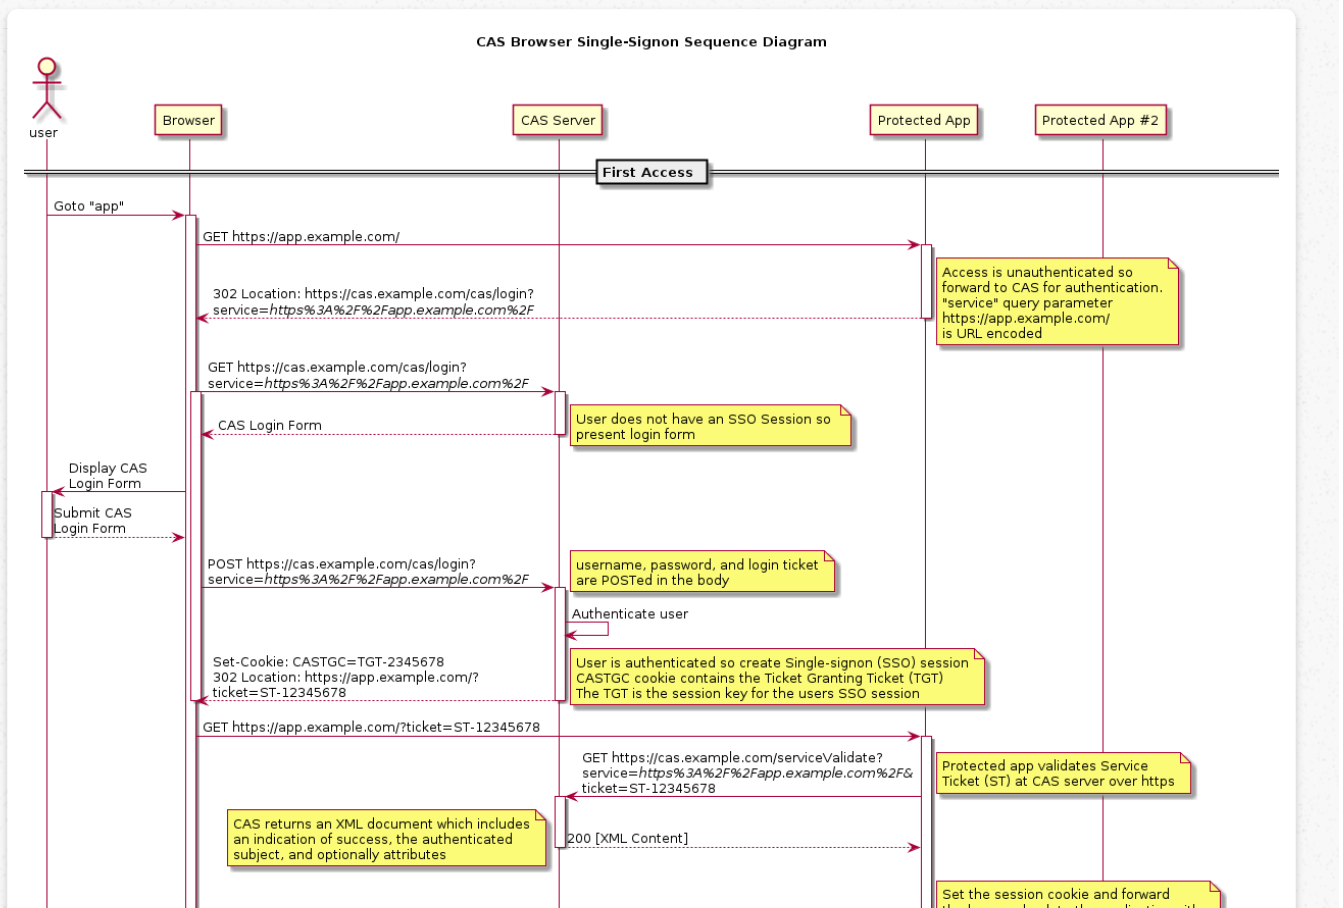 CAS Browser Single-Signon Sequence Diagram
user
Browser
CAS Server
Protected App
Protected App #2
First Access
Goto "app"
GET https://app.example.com/
Access is unauthenticated so
forward to CAS for authentication.
"service" query parameter
https://app.example.com/
is URL encoded
302 Location: https://cas.example.com/cas/login?
service=https%3A%2F%2Fapp.example.com%2F
GET https://cas.example.com/cas/login?
service=https%3A%2F%2Fapp.example.com%2F
User does not have an SSO Session so
present login form
CAS Login Form
Display CAS
Login Form
Submit CAS
Login Form
POST https://cas.example.com/cas/login?
service=https%3A%2F%2Fapp.example.com%2F
username, password, and login ticket
are POSTed in the body
Authenticate user
Set-Cookie: CASTGC=TGT-2345678
302 Location: https://app.example.com/?
ticket=ST-12345678
User is authenticated so create Single-signon (SSO) session
CASTGC cookie contains the Ticket Granting Ticket (TGT)
The TGT is the session key for the users SSO session
GET https://app.example.com/?ticket=ST-12345678
GET https://cas.example.com/serviceValidate?
service=https%3A%2F%2Fapp.example.com%2F&
ticket=ST-12345678
Protected app validates Service
Ticket (ST) at CAS server over https
CAS returns an XML document which includes
an indication of success, the authenticated
subject, and optionally attributes
200 [XML Content]
Set the session cookie and forward